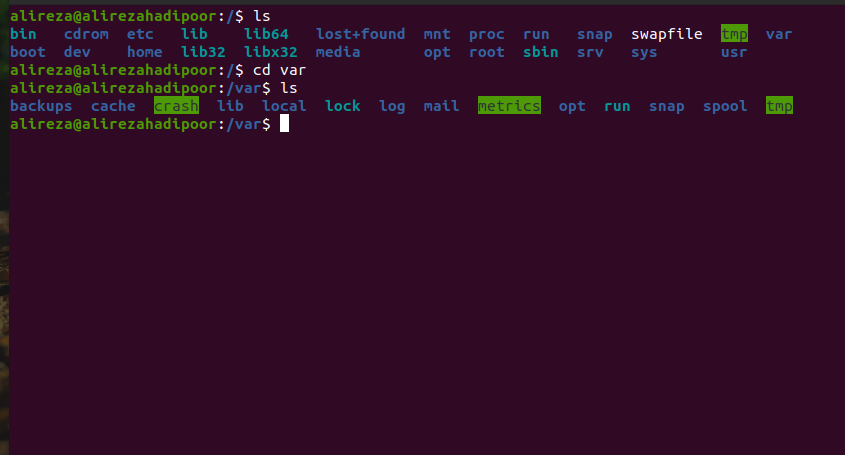 alireza@alirezahadipoor:/$ ls
bin cdrom etc lib lib64 lost+found mnt proc run snap swapfile tmp var
boot dev home lib32 libx32 media opt root sbin srv sys usr
alireza@alirezahadipoor:/$ cd var
alireza@alirezahadipoor:/var$ ls
backups cache crash lib local lock log mail metrics opt run snap spool tmp
alireza@alirezahadipoor:/var$